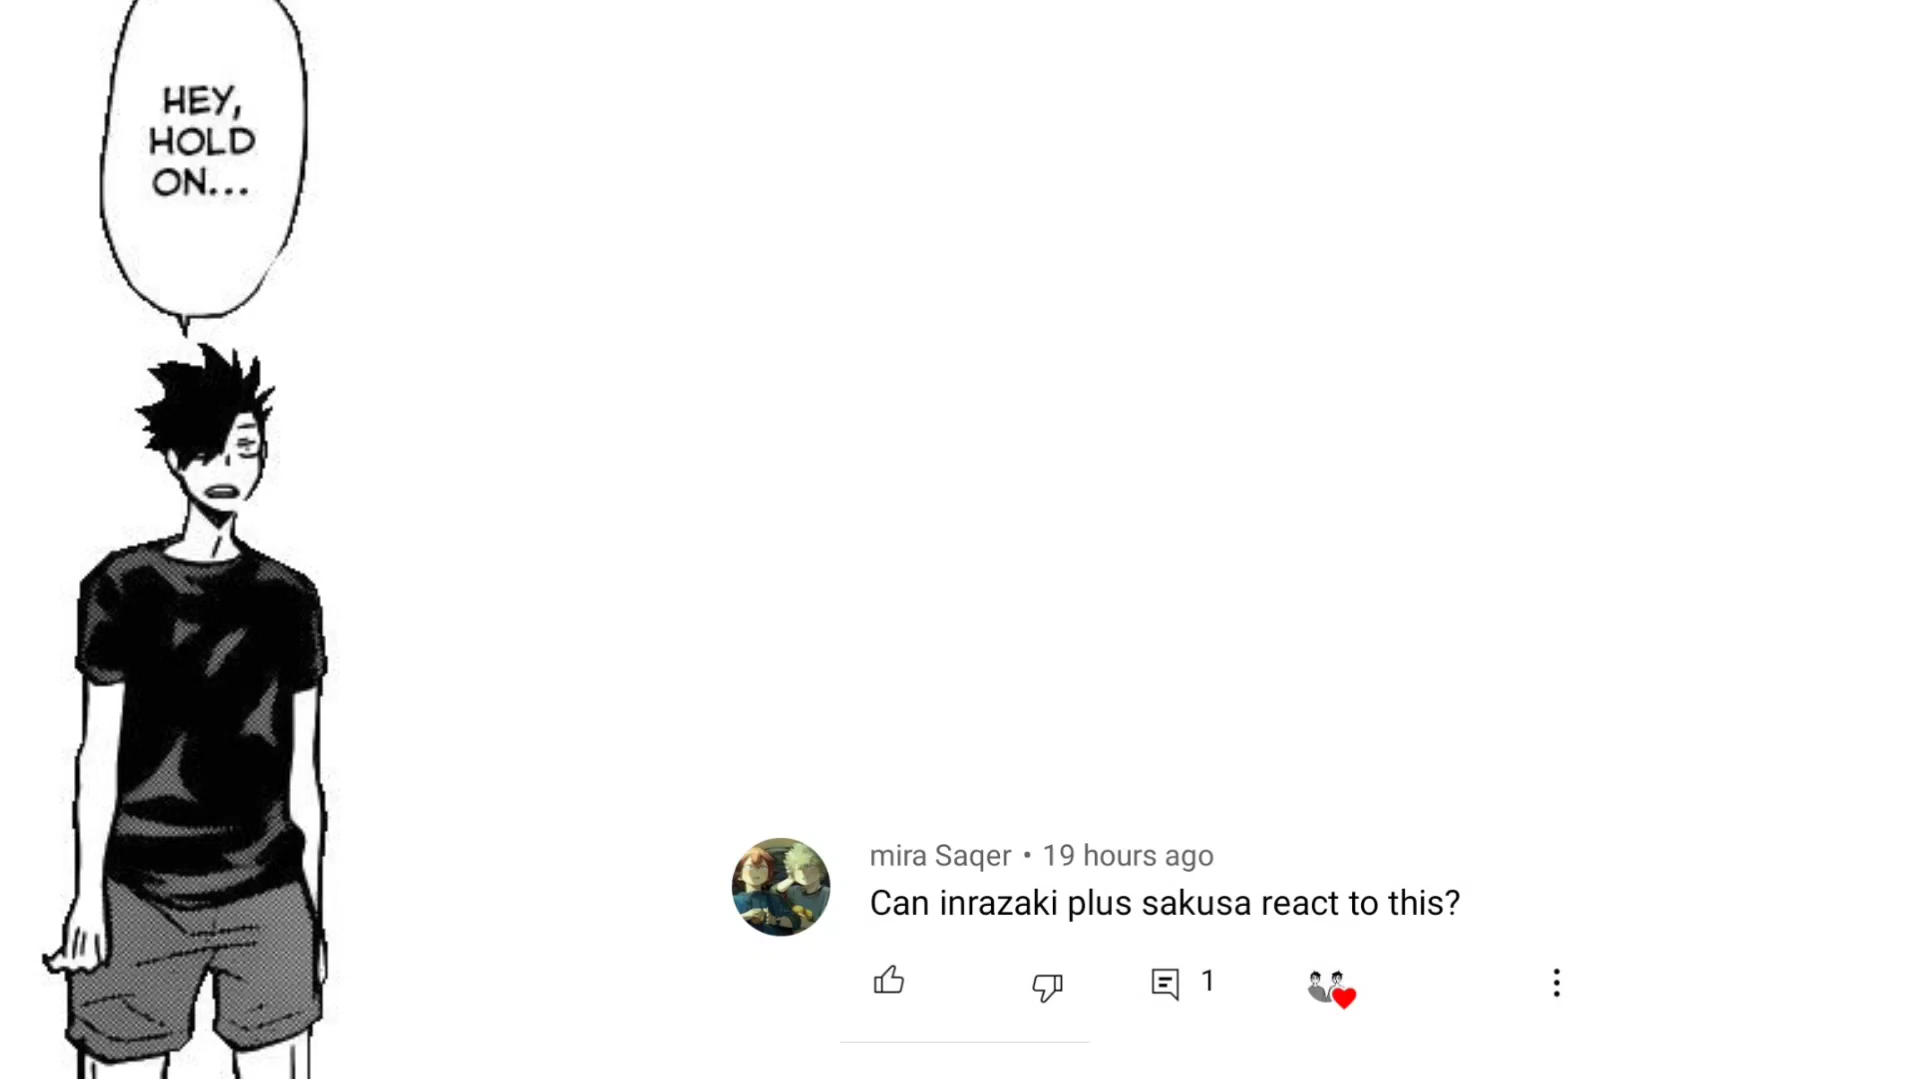 HEY,
HOLD
ON...
mira Saqer • 19 hours ago
Can inrazaki plus sakusa react to this?
1